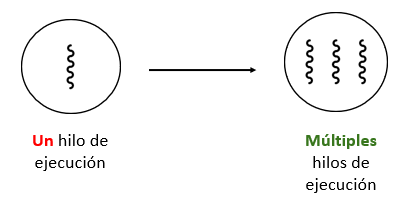 Un hilo de
ejecución
Múltiples
hilos de
ejecución